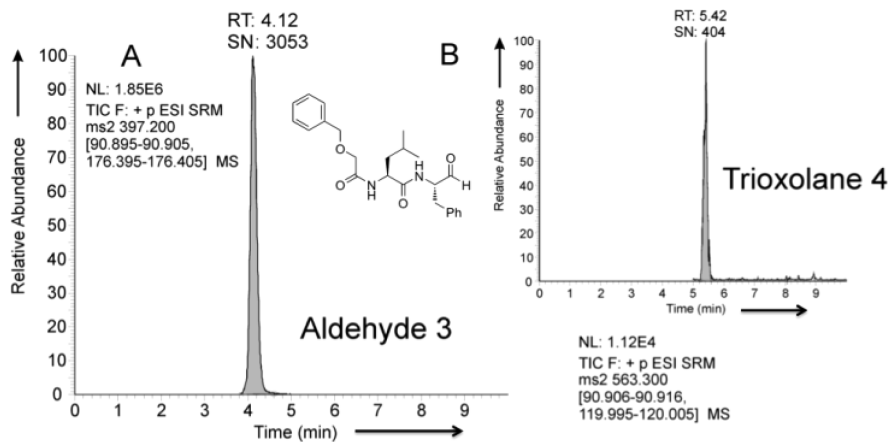 RT: 4.12
SN: 3053
A
NL: 1.85E6
TIC F: + p ESI SRM
ms2 397.200
[90.895-90.905,
176.395-176.405] MS
Relative Abundance
100
90
80
70
60
50
40
30
20
10
0
0 1 2 3 4 5 6 7 8 9
Time (min)
Aldehyde 3
O
O
N
H
O
H
N
O
H
Ph
B
RT: 5.42
SN: 404
Relative Abundance
100
90
80
70
60
50
40
30
20
10
0
0 1 2 3 4 5 6 7 8 9
Time (min)
Trioxolane 4
NL: 1.12E4
TIC F: + p ESI SRM
ms2 563.300
[90.906-90.916,
119.995-120.005] MS